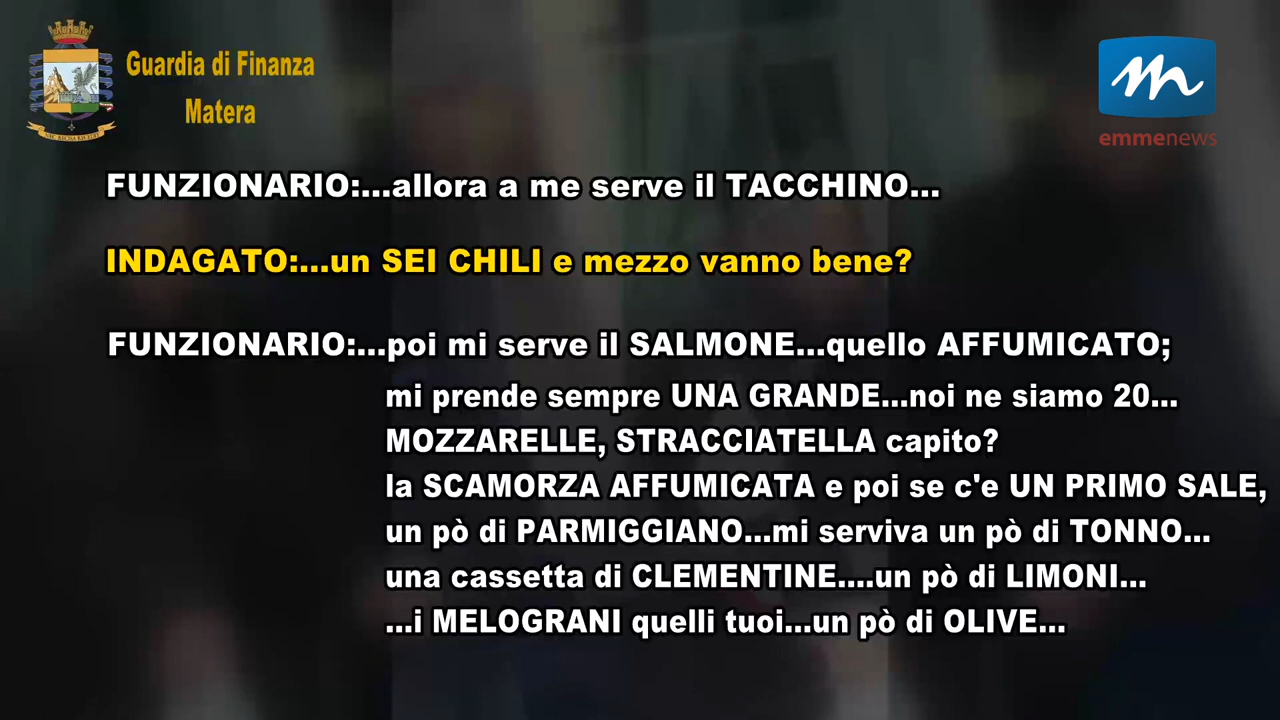 Guardia di Finanza
Matera
emmenews
FUNZIONARIO:...allora a me serve il TACCHINO...
INDAGATO:...un SEI CHILI e mezzo vanno bene?
FUNZIONARIO:...poi mi serve il SALMONE...quello AFFUMICATO;
mi prende sempre UNA GRANDE...noi ne siamo 20...
MOZZARELLE, STRACCIATELLA capito?
la SCAMORZA AFFUMICATA e poi se c'e UN PRIMO SALE,
un pò di PARMIGGIANO...mi serviva un pò di TONNO...
una cassetta di CLEMENTINE....un pò di LIMONI...
...i MELOGRANI quelli tuoi...un pò di OLIVE...